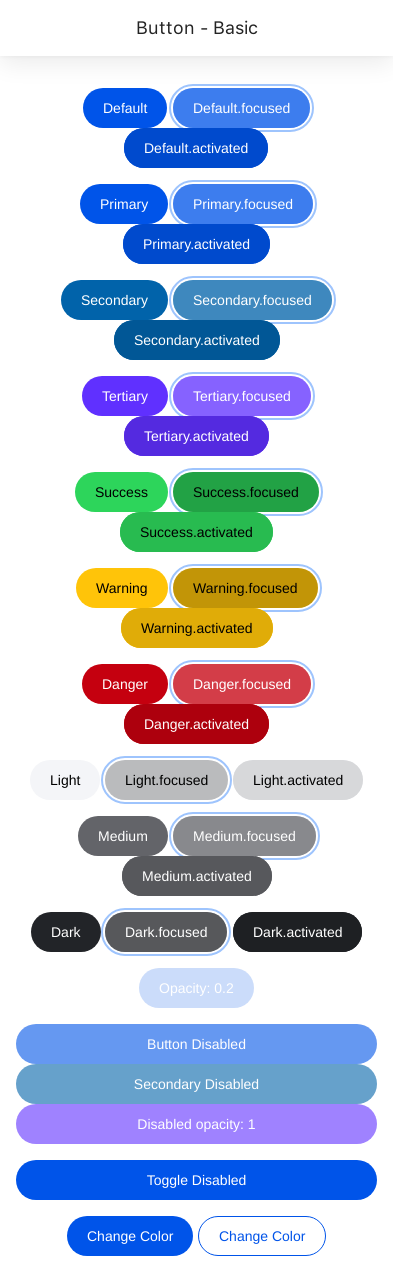 Button - Basic
Default Default.focused
Default.activated
Primary Primary.focused
Primary.activated
Secondary Secondary.focused
Secondary.activated
Tertiary Tertiary.focused
Tertiary.activated
Success Success.focused
Success.activated
Warning Warning.focused
Warning.activated
Danger Danger.focused
Danger.activated
Light Light.focused Light.activated
Medium Medium.focused
Medium.activated
Dark Dark.focused Dark.activated
Opacity: 0.2
Button Disabled
Secondary Disabled
Disabled opacity: 1
Toggle Disabled
Change Color Change Color